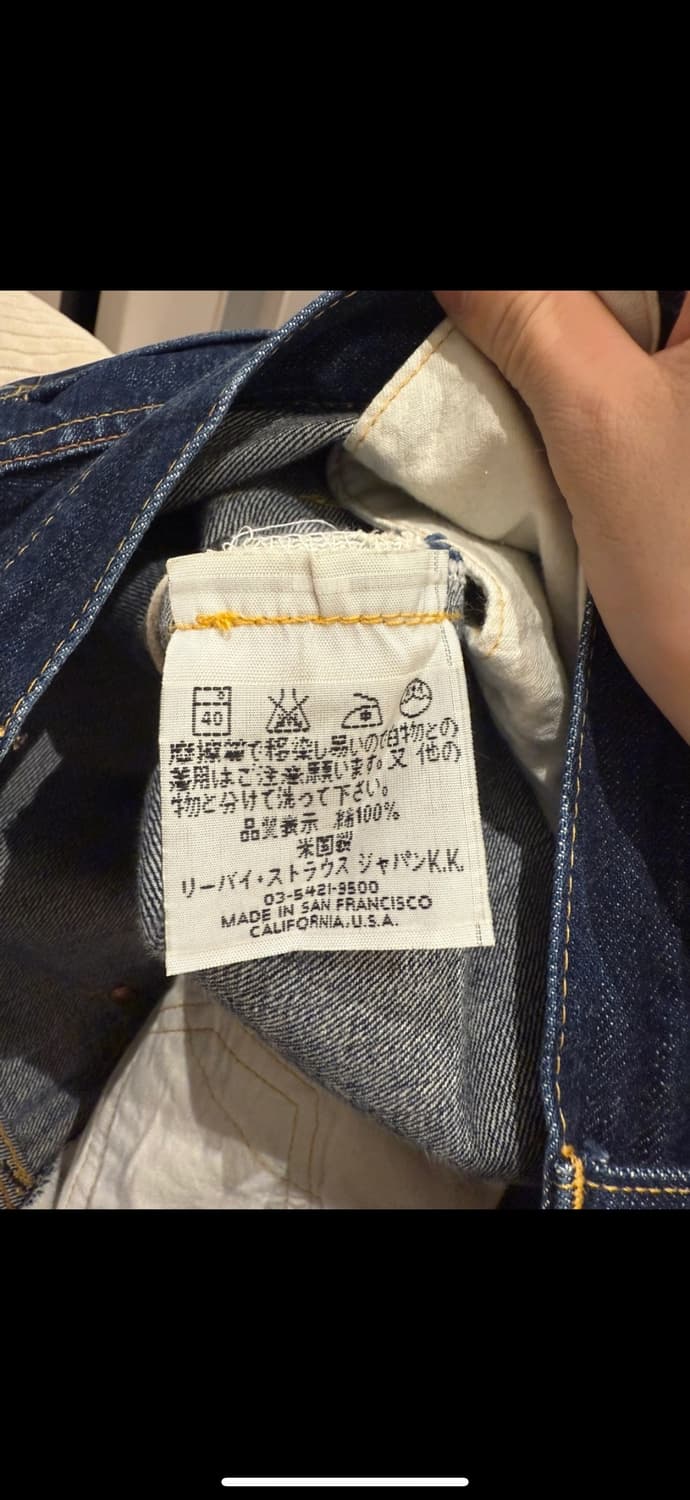 40
摩擦等で移染し易いので白物との
着用はご注意願います。又 他の
物と分けて洗って下さい。
品質表示 綿100%
米国製
リーバイ・ストラウス ジャパンK.K.
03-5421-9500
MADE IN SAN FRANCISCO
CALIFORNIA.U.S.A.